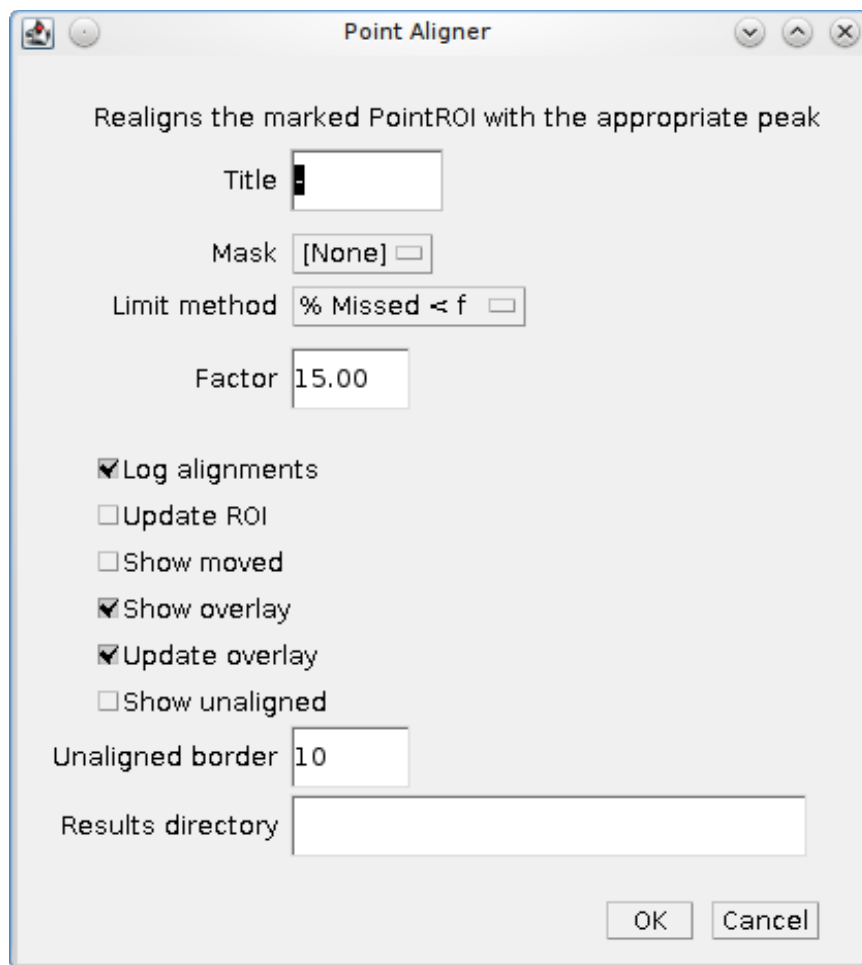 Point Aligner
Realigns the marked PointROI with the appropriate peak
Title -
Mask [None]
Limit method % Missed < f
Factor 15.00
Log alignments
Update ROI
Show moved
Show overlay
Update overlay
Show unaligned
Unaligned border 10
Results directory
OK Cancel